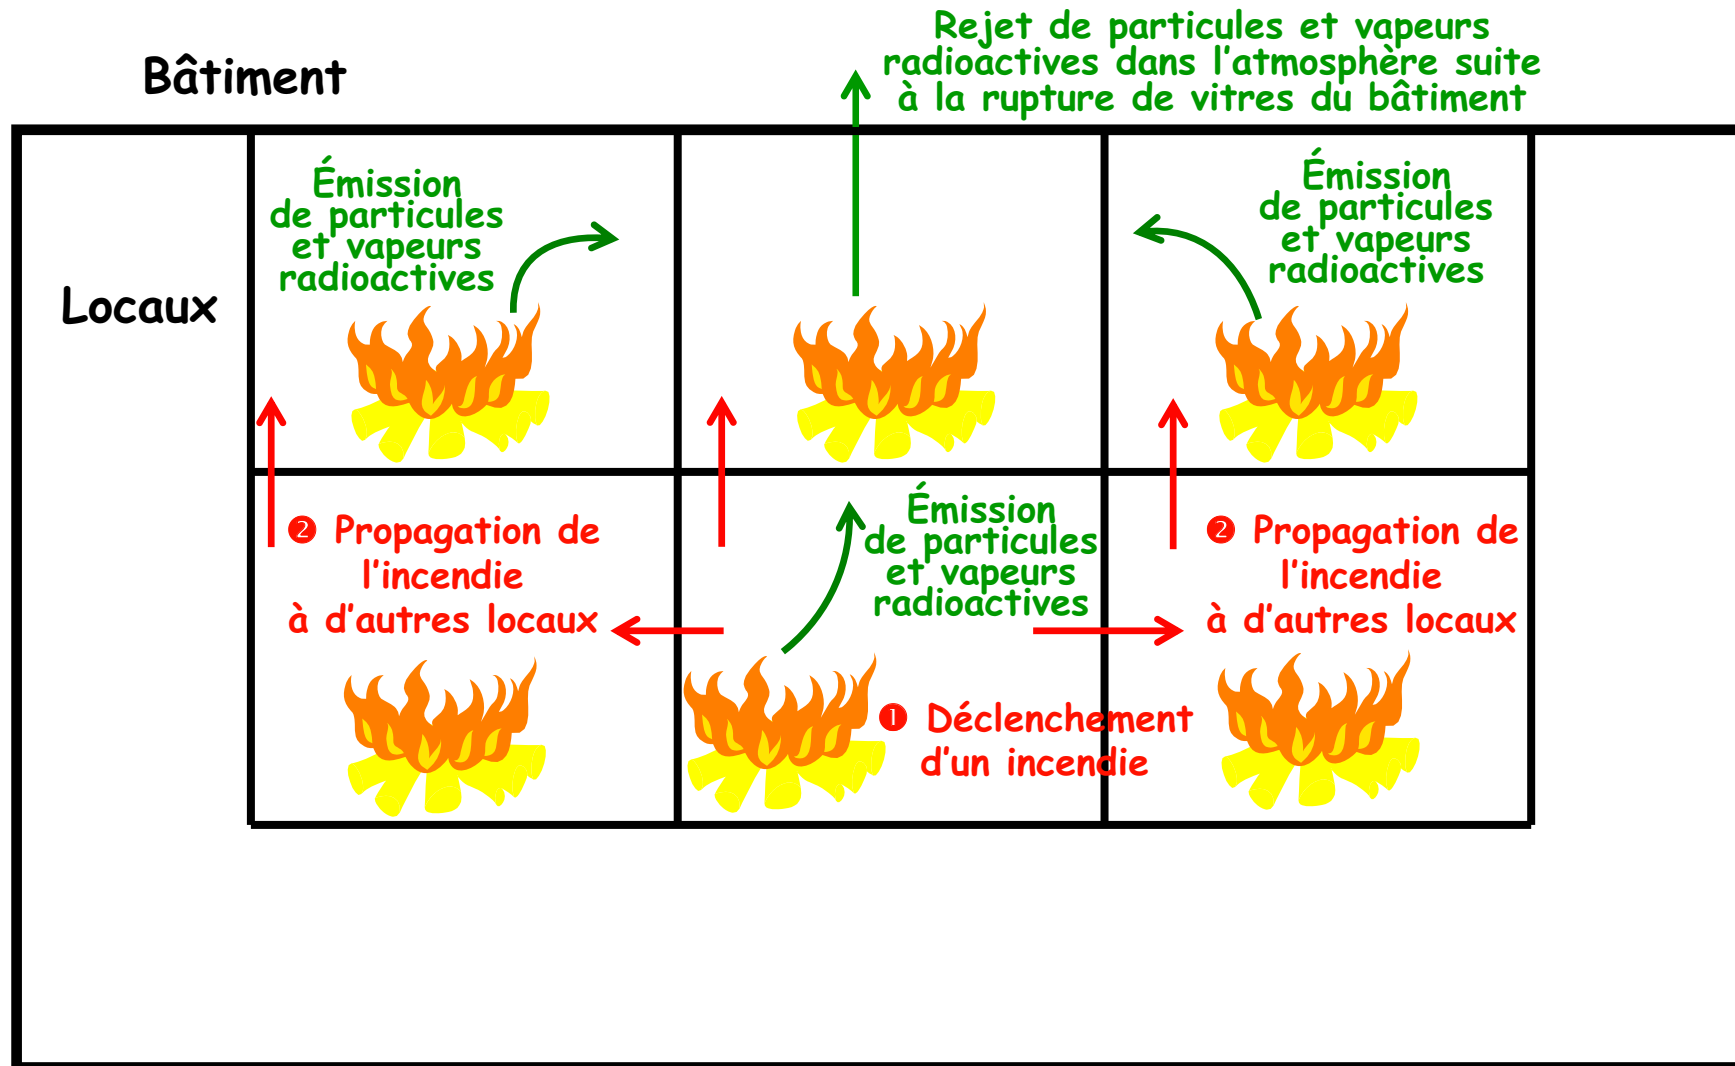 Rejet de particules et vapeurs
radioactives dans l'atmosphère suite
à la rupture de vitres du bâtiment
Bâtiment
Locaux
Émission
de particules
et vapeurs
radioactives
Émission
de particules
et vapeurs
radioactives
❷ Propagation de
l'incendie
à d'autres locaux
Émission
de particules
et vapeurs
radioactives
❷ Propagation de
l'incendie
à d'autres locaux
❶ Déclenchement
d'un incendie